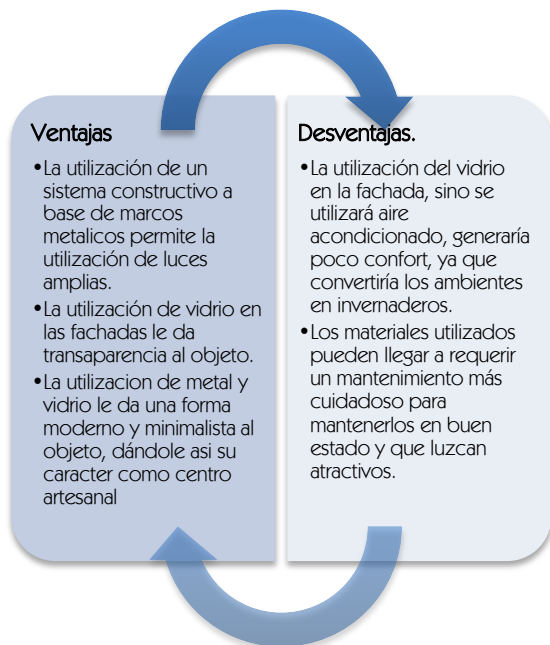 Ventajas
•La utilización de un
sistema constructivo a
base de marcos
metalicos permite la
utilización de luces
amplias.
•La utilización de vidrio en
las fachadas le da
transaparencia al objeto.
•La utilizacion de metal y
vidrio le da una forma
moderno y minimalista al
objeto, dándole asi su
caracter como centro
artesanal
Desventajas.
•La utilización del vidrio
en la fachada, sino se
utilizará aire
acondicionado, generaría
poco confort, ya que
convertiría los ambientes
en invernaderos.
•Los materiales utilizados
pueden llegar a requerir
un mantenimiento más
cuidadoso para
mantenerlos en buen
estado y que luzcan
atractivos.